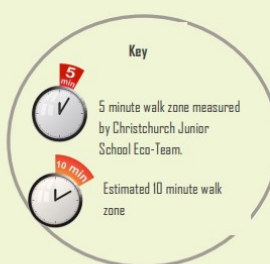 Key
5
min
5 minute walk zone measured
by Christchurch Junior
School Eco-Team.
10 min
Estimated 10 minute walk
zone